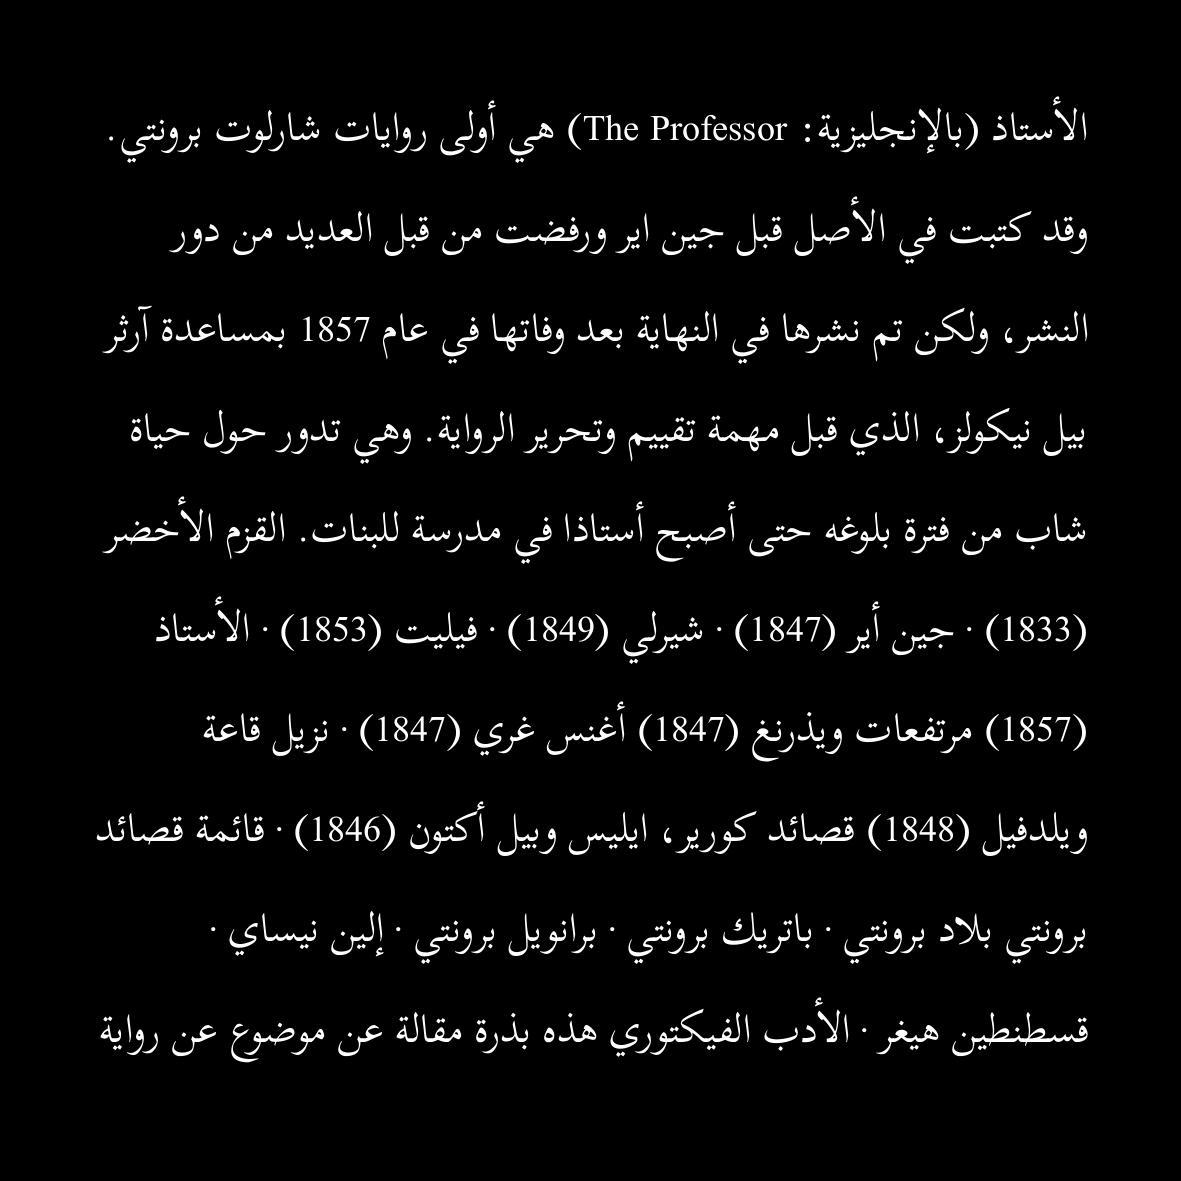 الأستاذ (بالإنجليزية: The Professor) هي أولى روايات شارلوت برونتي.
وقد كتبت في الأصل قبل جين اير ورفضت من قبل العديد من دور
النشر، ولكن تم نشرها في النهاية بعد وفاتها في عام 1857 بمساعدة آرثر
بيل نيكولز، الذي قبل مهمة تقييم وتحرير الرواية. وهي تدور حول حياة
شاب من فترة بلوغه حتى أصبح أستاذا في مدرسة للبنات. القزم الأخضر
(1833) · جين أير (1847) · شيرلي (1849) · فيليت (1853) · الأستاذ
(1857) مرتفعات ويذرنغ (1847) أغنس غري (1847) · نزيل قاعة
ويلدفيل (1848) قصائد كورير، ايليس وبيل أكتون (1846) · قائمة قصائد
برونتي بلاد برونتي · باتريك برونتي · برانويل برونتي · إلين نيساي ·
قسطنطين هيغر · الأدب الفيكتوري هذه بذرة مقالة عن موضوع عن رواية